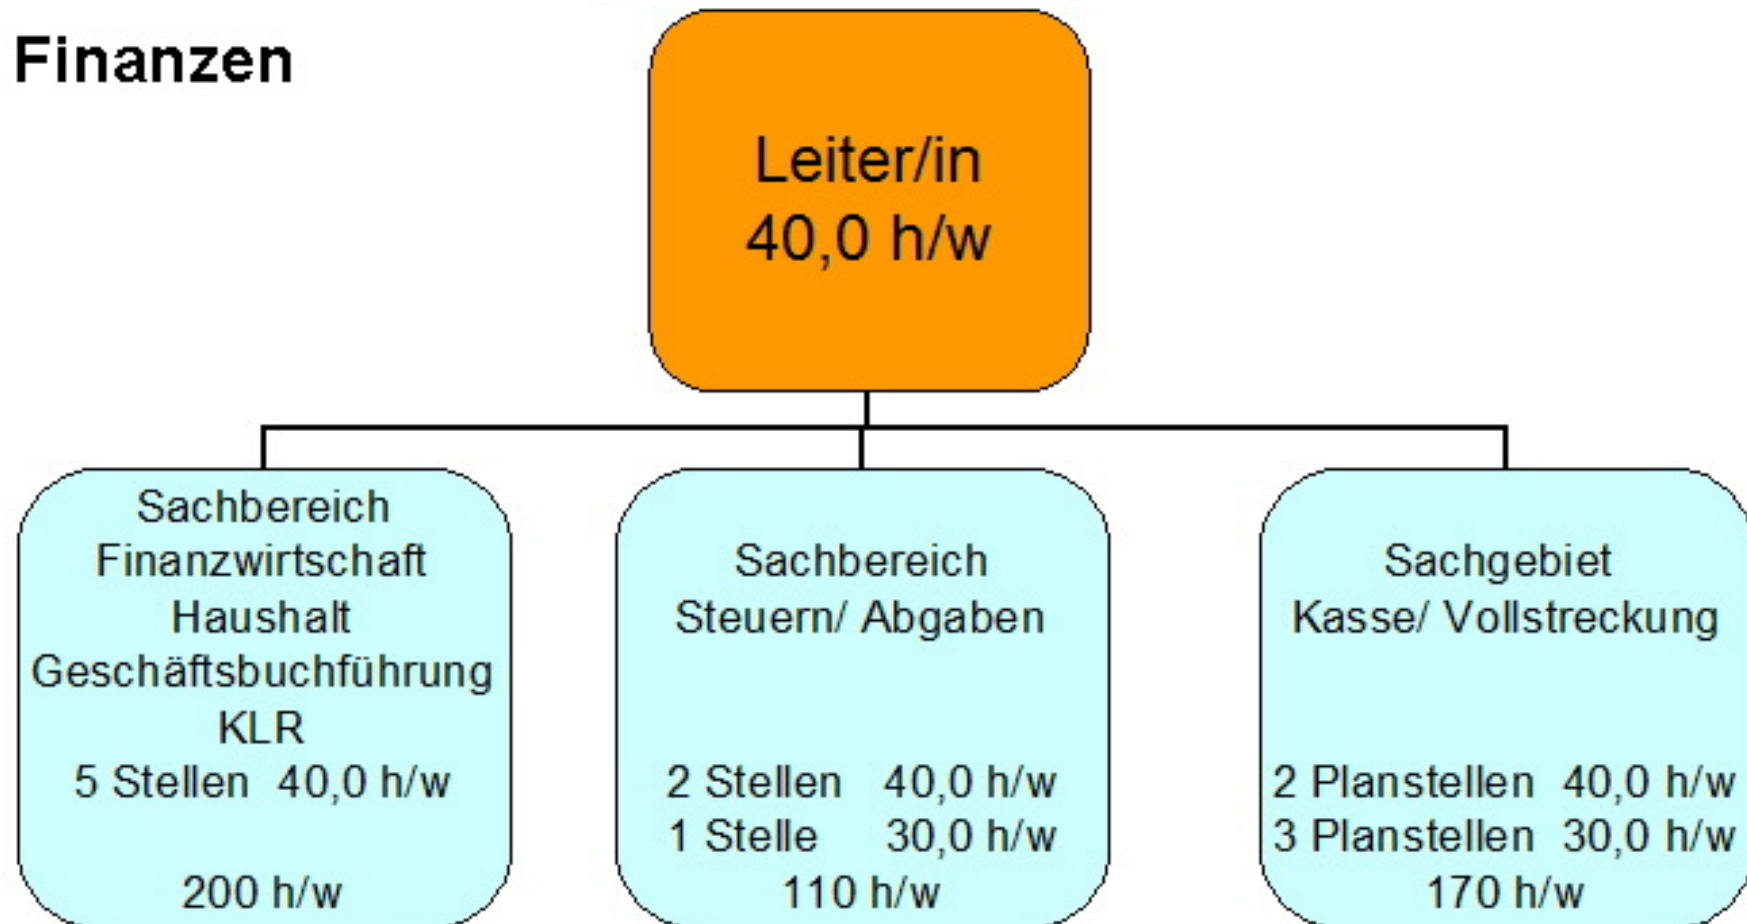 Finanzen
Leiter/in
40,0 h/w
Sachbereich
Finanzwirtschaft
Haushalt
Geschäftsbuchführung
KLR
5 Stellen 40,0 h/w
200 h/w
Sachbereich
Steuern/ Abgaben
2 Stellen 40,0 h/w
1 Stelle 30,0 h/w
110 h/w
Sachgebiet
Kasse/ Vollstreckung
2 Planstellen 40,0 h/w
3 Planstellen 30,0 h/w
170 h/w